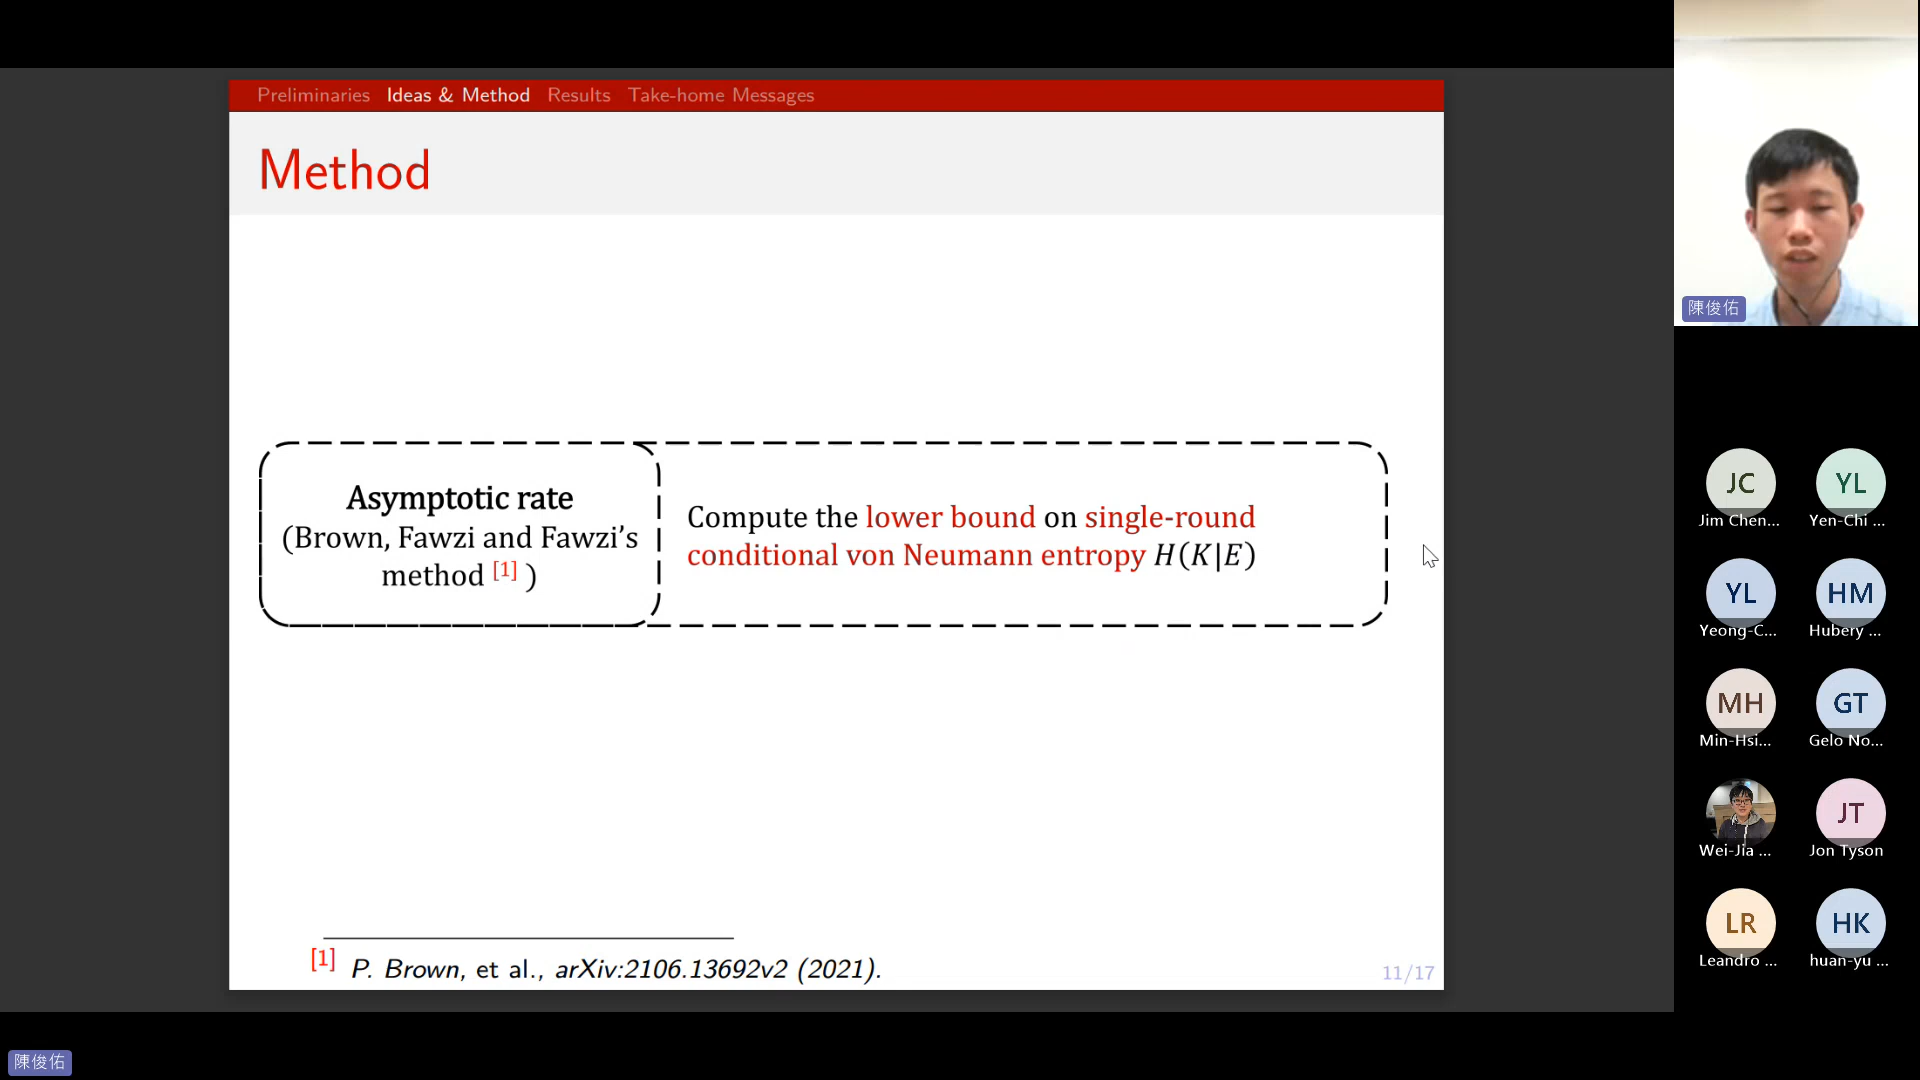 Preliminaries Ideas & Method Results Take-home Messages
Method
Asymptotic rate
(Brown, Fawzi and Fawzi's
method [1] )
Compute the lower bound on single-round
conditional von Neumann entropy H(K|E)
[1] P. Brown, et al., arXiv:2106.13692v2 (2021).
11/17
陳俊佑
JC
Jim Chen...
YL
Yen-Chi ...
YL
Yeong-C...
HM
Hubery ...
MH
Min-Hsi...
GT
Gelo No...
Wei-Jia ...
JT
Jon Tyson
LR
Leandro ...
HK
huan-yu ...
陳俊佑